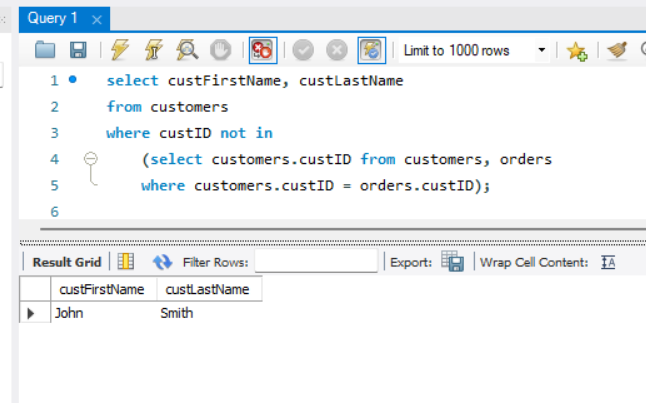 Query 1
Limit to 1000 rows
1 select custFirstName, custLastName
2 from customers
3 where custID not in
4 (select customers.custID from customers, orders
5 where customers.custID = orders.custID);
6
Result Grid Filter Rows: Export: Wrap Cell Content:
custFirstName custLastName
John Smith